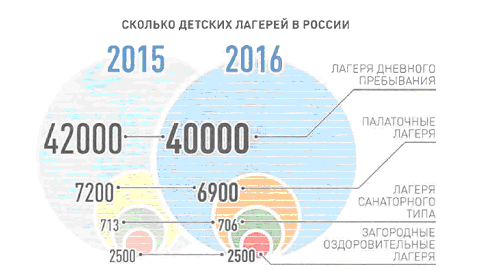 СКОЛЬКО ДЕТСКИХ ЛАГЕРЕЙ В РОССИИ
2015 2016
ЛАГЕРЯ ДНЕВНОГО
ПРЕБЫВАНИЯ
42000 40000
ПАЛАТОЧНЫЕ
ЛАГЕРЯ
7200 6900
ЛАГЕРЯ
САНАТОРНОГО
ТИПА
713 706
ЗАГОРОДНЫЕ
ОЗДОРОВИТЕЛЬНЫЕ
ЛАГЕРЯ
2500 2500